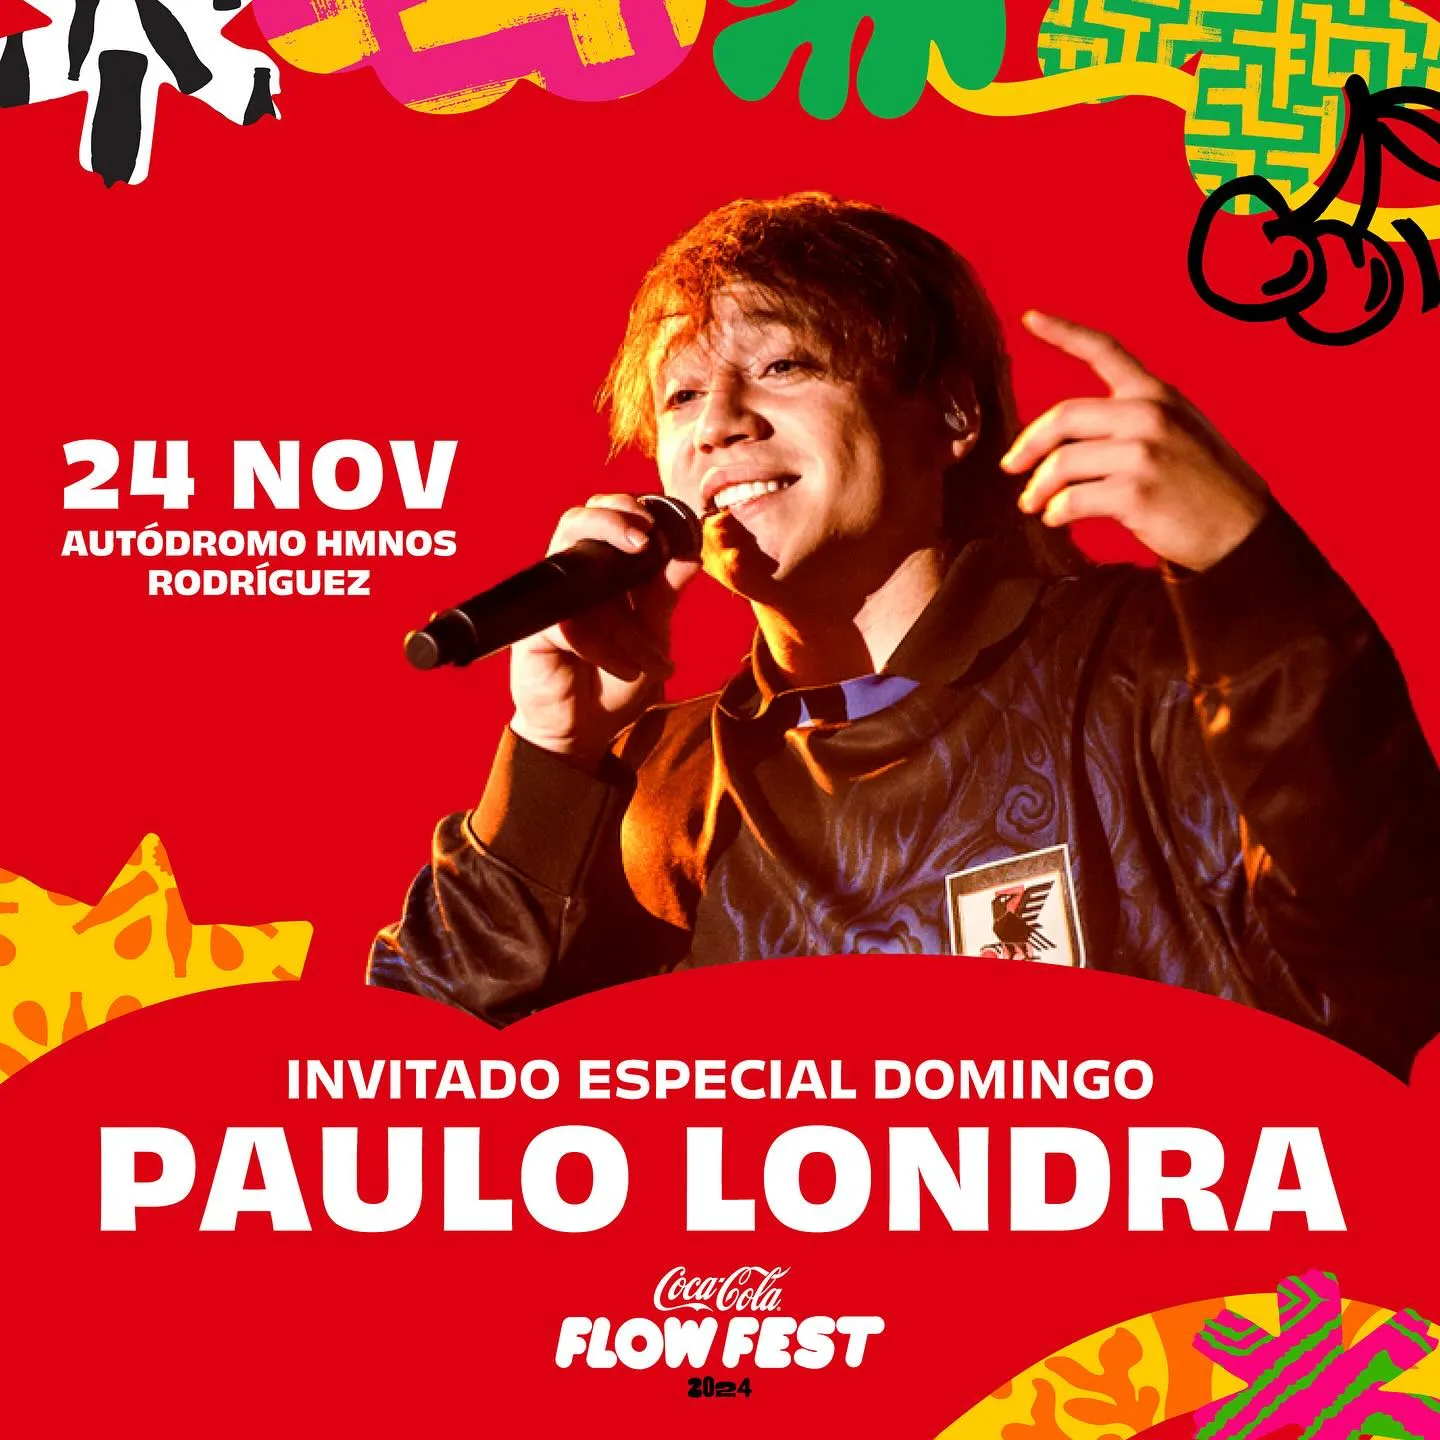 24 NOV
AUTÓDROMO HMNOS
RODRÍGUEZ
INVITADO ESPECIAL DOMINGO
PAULO LONDRA
Coca-Cola
FLOW FEST
2024